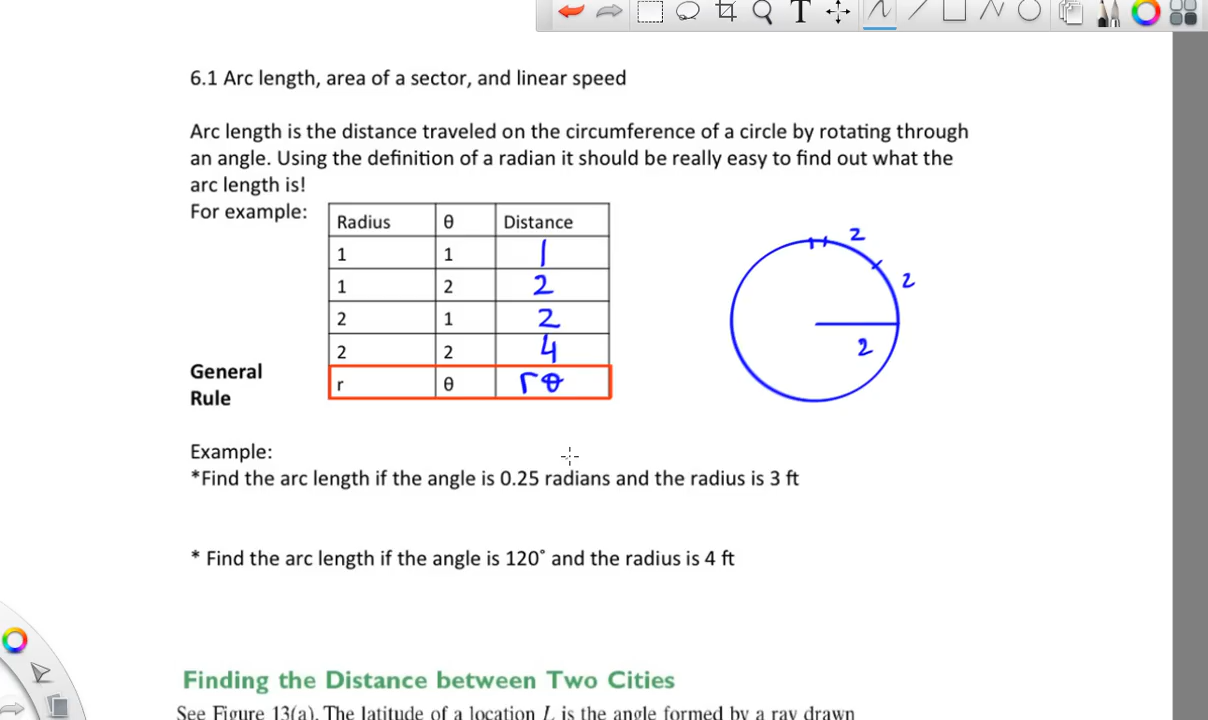 T
6.1 Arc length, area of a sector, and linear speed
Arc length is the distance traveled on the circumference of a circle by rotating through
an angle. Using the definition of a radian it should be really easy to find out what the
arc length is!
For example:
Radius θ Distance
1 1 1
1 2 2
2 1 2
2 2 4
General
Rule
r θ rθ
2
2
2
Example:
*Find the arc length if the angle is 0.25 radians and the radius is 3 ft
* Find the arc length if the angle is 120° and the radius is 4 ft
Finding the Distance between Two Cities
See Figure 13(a). The latitude of a location L is the angle formed by a ray drawn